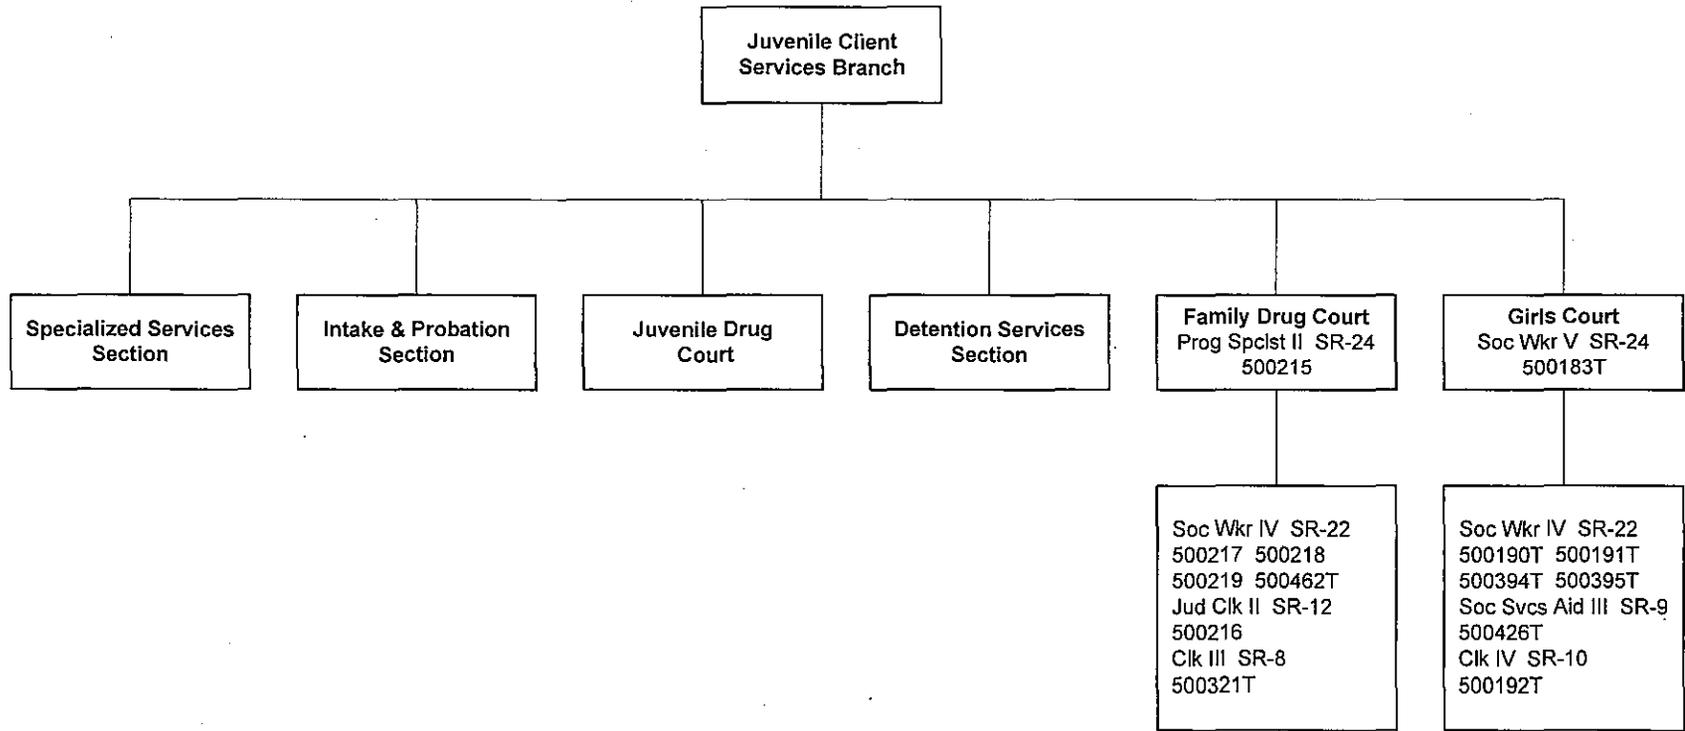 Juvenile Client
Services Branch
Specialized Services
Section
Intake & Probation
Section
Juvenile Drug
Court
Detention Services
Section
Family Drug Court
Prog Spclst II SR-24
500215
Girls Court
Soc Wkr V SR-24
500183T
Soc Wkr IV SR-22
500217 500218
500219 500462T
Jud Clk II SR-12
500216
Clk III SR-8
500321T
Soc Wkr IV SR-22
500190T 500191T
500394T 500395T
Soc Svcs Aid III SR-9
500426T
Clk IV SR-10
500192T